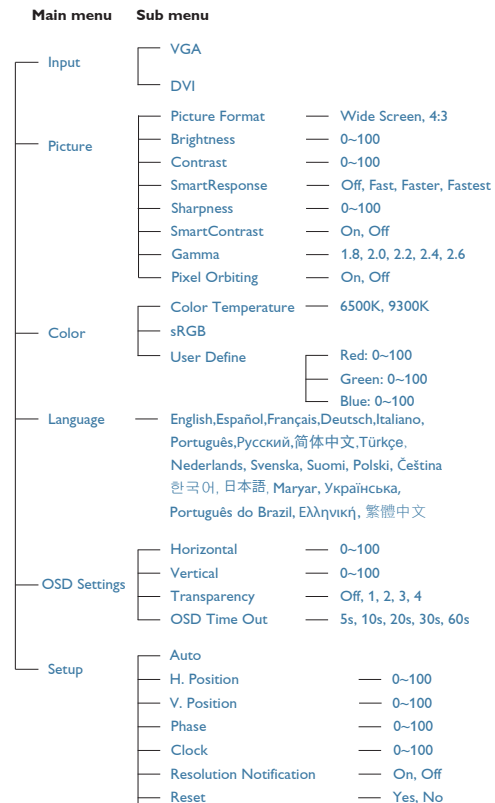 Main menu Sub menu
Input
VGA
DVI
Picture
Picture Format Wide Screen, 4:3
Brightness 0~100
Contrast 0~100
SmartResponse Off, Fast, Faster, Fastest
Sharpness 0~100
SmartContrast On, Off
Gamma 1.8, 2.0, 2.2, 2.4, 2.6
Pixel Orbiting On, Off
Color
Color Temperature 6500K, 9300K
sRGB
User Define Red: 0~100
Green: 0~100
Blue: 0~100
Language English,Español,Français,Deutsch,Italiano,
Português,Русский,简体中文,Türkçe,
Nederlands, Svenska, Suomi, Polski, Čeština
한국어, 日本語, Maryar, Українська,
Português do Brazil, Ελληνική, 繁體中文
OSD Settings
Horizontal 0~100
Vertical 0~100
Transparency Off, 1, 2, 3, 4
OSD Time Out 5s, 10s, 20s, 30s, 60s
Setup
Auto
H. Position 0~100
V. Position 0~100
Phase 0~100
Clock 0~100
Resolution Notification On, Off
Reset Yes, No